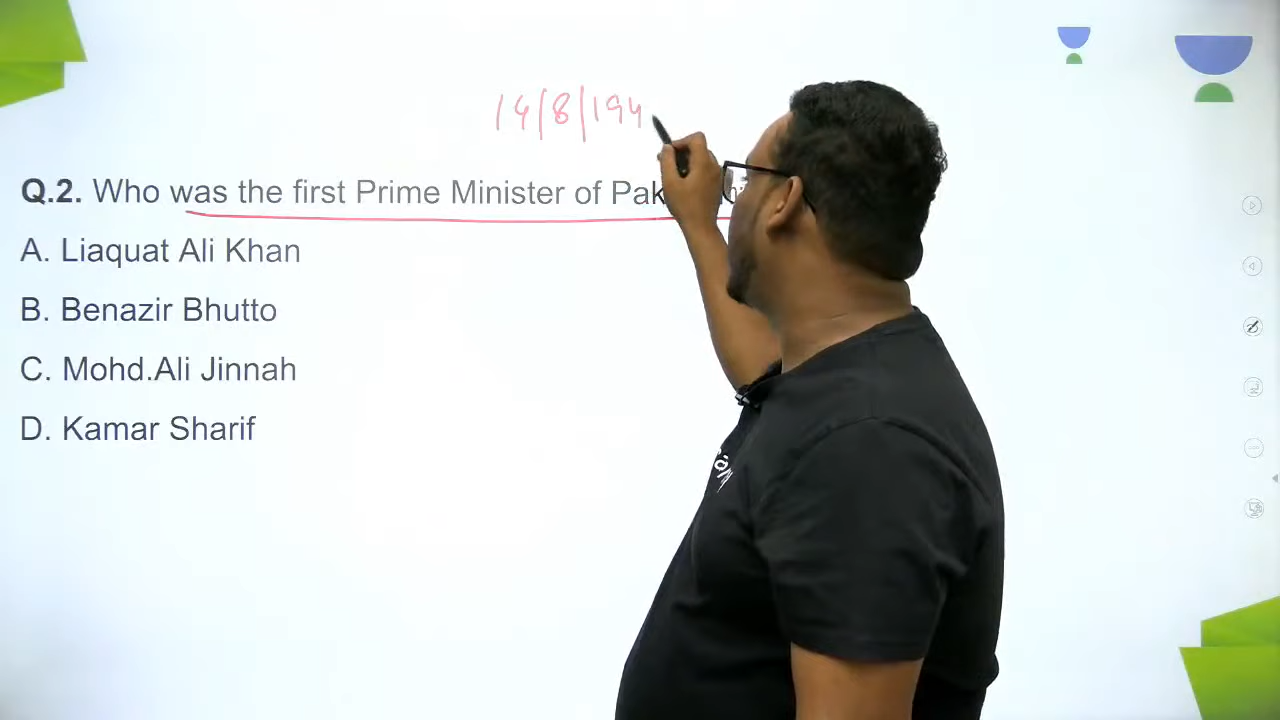 14/8/194
Q.2. Who was the first Prime Minister of Pak
A. Liaquat Ali Khan
B. Benazir Bhutto
C. Mohd.Ali Jinnah
D. Kamar Sharif